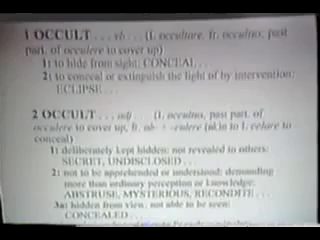 1 OCCULT . . . vb . . . (L occultare, fr. occultus, past
part. of occulere to cover up)
1: to hide from sight: CONCEAL . . .
2: to conceal or extinguish the light of by intervention:
ECLIPSE . . .
2 OCCULT . . . adj . . . (L occultus, past part. of
occulere to cover up, fr. ob- + -culere (akin to L celare to
conceal)
1: deliberately kept hidden: not revealed to others:
SECRET, UNDISCLOSED . . .
2: not to be apprehended or understood: demanding
more than ordinary perception or knowledge:
ABSTRUSE, MYSTERIOUS, RECONDITE . . .
3a: hidden from view: not able to be seen:
CONCEALED . . .